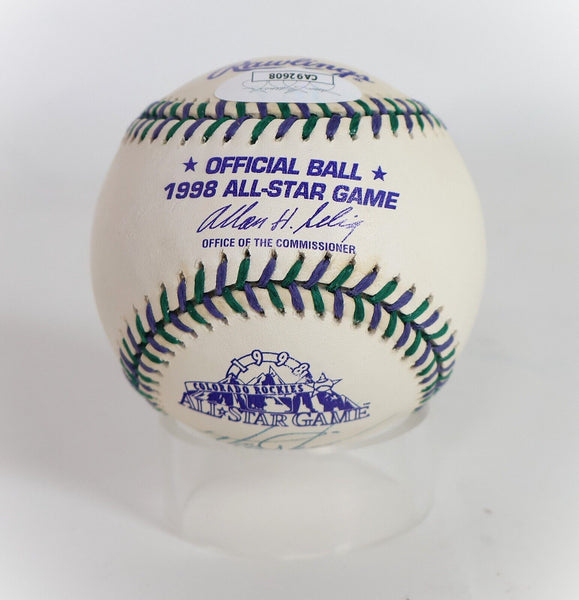 Rawlings
CA92608
★ OFFICIAL BALL ★
1998 ALL-STAR GAME
Allan H. Selig
OFFICE OF THE COMMISSIONER
1998
COLORADO ROCKIES
ALL★STAR GAME